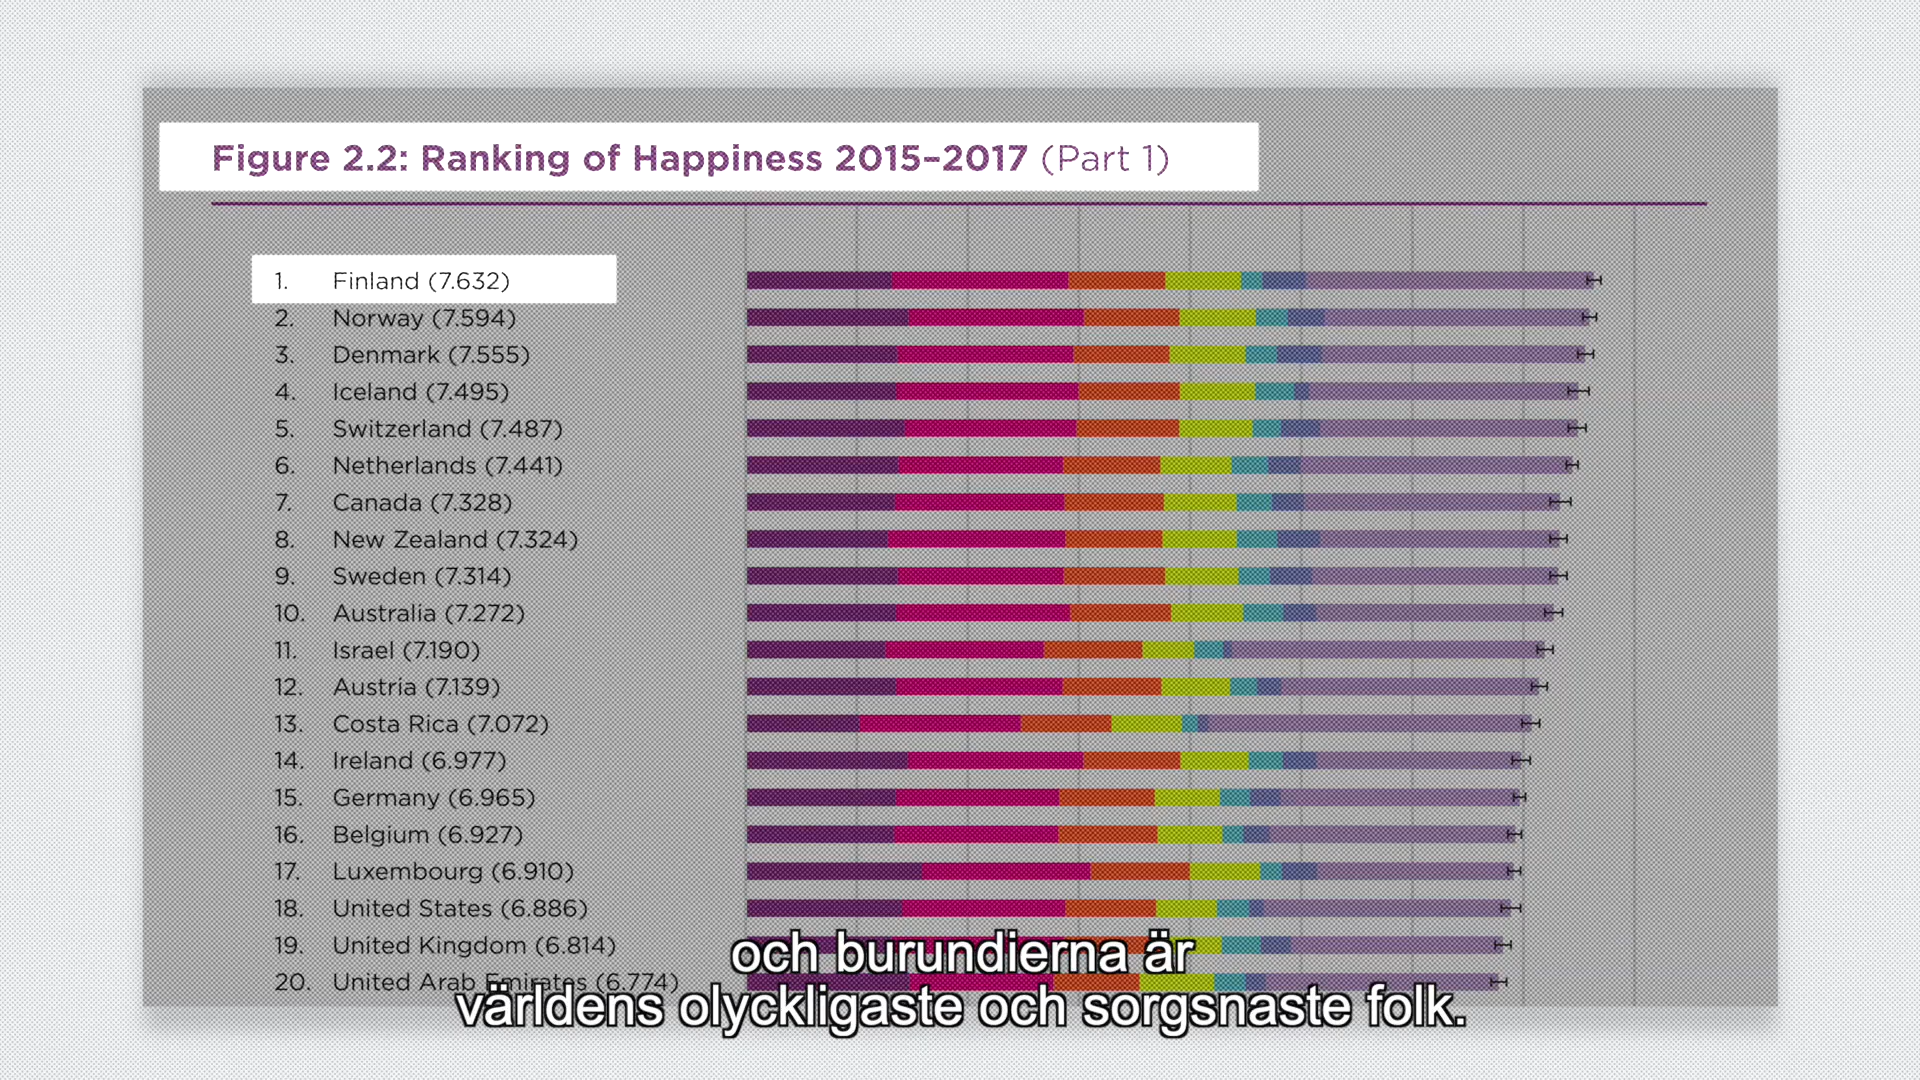 Figure 2.2: Ranking of Happiness 2015–2017 (Part 1)
1. Finland (7.632)
2. Norway (7.594)
3. Denmark (7.555)
4. Iceland (7.495)
5. Switzerland (7.487)
6. Netherlands (7.441)
7. Canada (7.328)
8. New Zealand (7.324)
9. Sweden (7.314)
10. Australia (7.272)
11. Israel (7.190)
12. Austria (7.139)
13. Costa Rica (7.072)
14. Ireland (6.977)
15. Germany (6.965)
16. Belgium (6.927)
17. Luxembourg (6.910)
18. United States (6.886)
19. United Kingdom (6.814)
20. United Arab Emirates (6.774)
och burundierna är
världens olyckligaste och sorgsnaste folk.